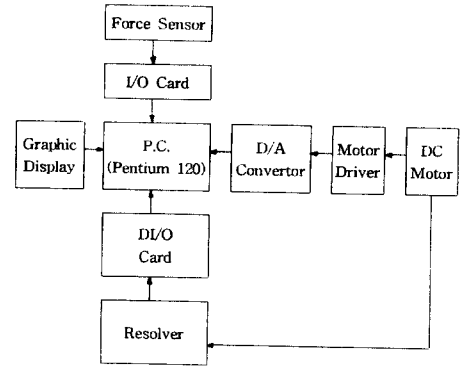 Force Sensor
I/O Card
Graphic
Display
P.C.
(Pentium 120)
D/A
Convertor
Motor
Driver
DC
Motor
DI/O
Card
Resolver